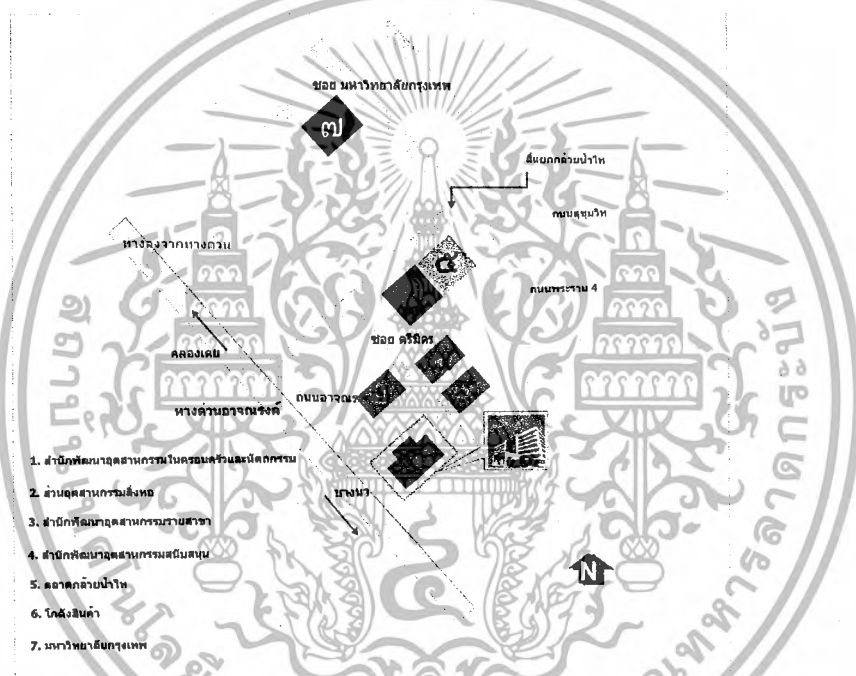 ซอย มหาวิทยาลัยกรุงเทพ
๗
สี่แยกกล้วยน้ำไท
ถนนสุขุมวิท
ทางลงจากทางด่วน
๕
ถนนพระราม 4
ซอย ตรีมิตร
คลองเตย
ถนนอาจณรงค์
ทางด่วนอาจณรงค์
1. สำนักพัฒนาอุตสาหกรรมในครอบครัวและหัตถกรรม
บางนา
2. ส่วนอุตสาหกรรมสิ่งทอ
3. สำนักพัฒนาอุตสาหกรรมรายสาขา
4. สำนักพัฒนาอุตสาหกรรมสนับสนุน
5. ตลาดกล้วยน้ำไท
N
6. โกดังสินค้า
7. มหาวิทยาลัยกรุงเทพ